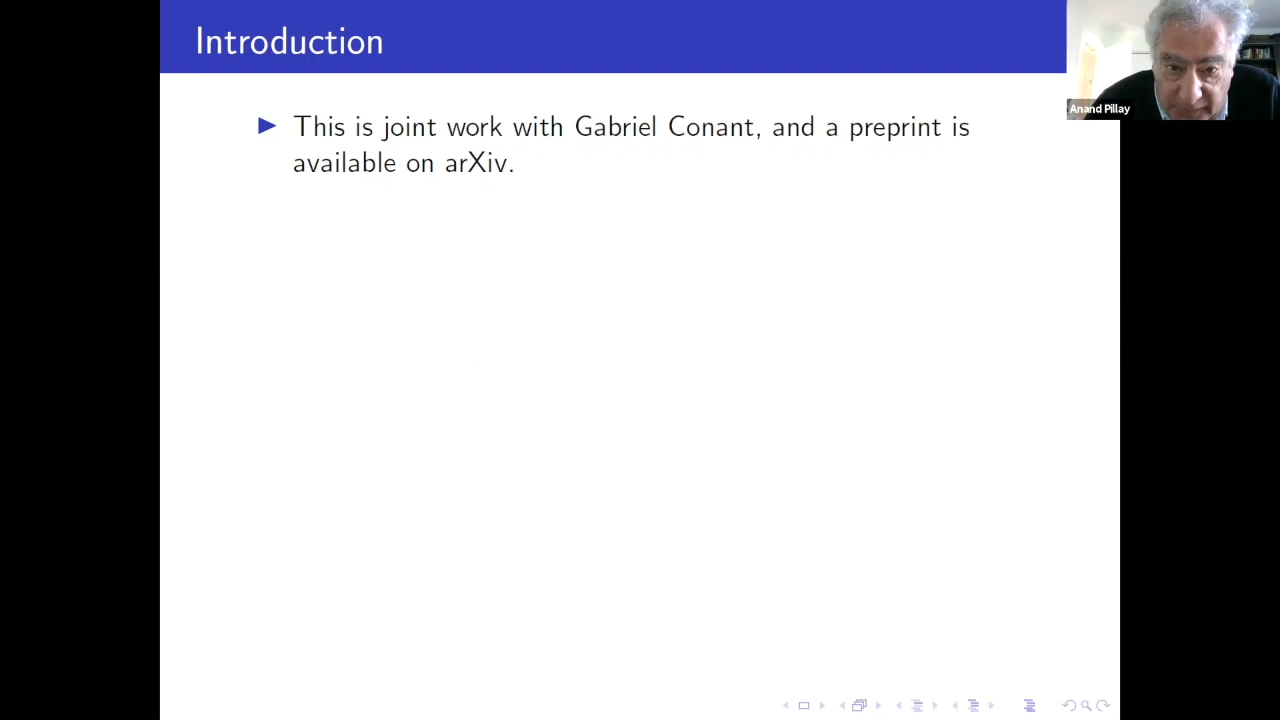 Introduction
Anand Pillay
This is joint work with Gabriel Conant, and a preprint is
available on arXiv.